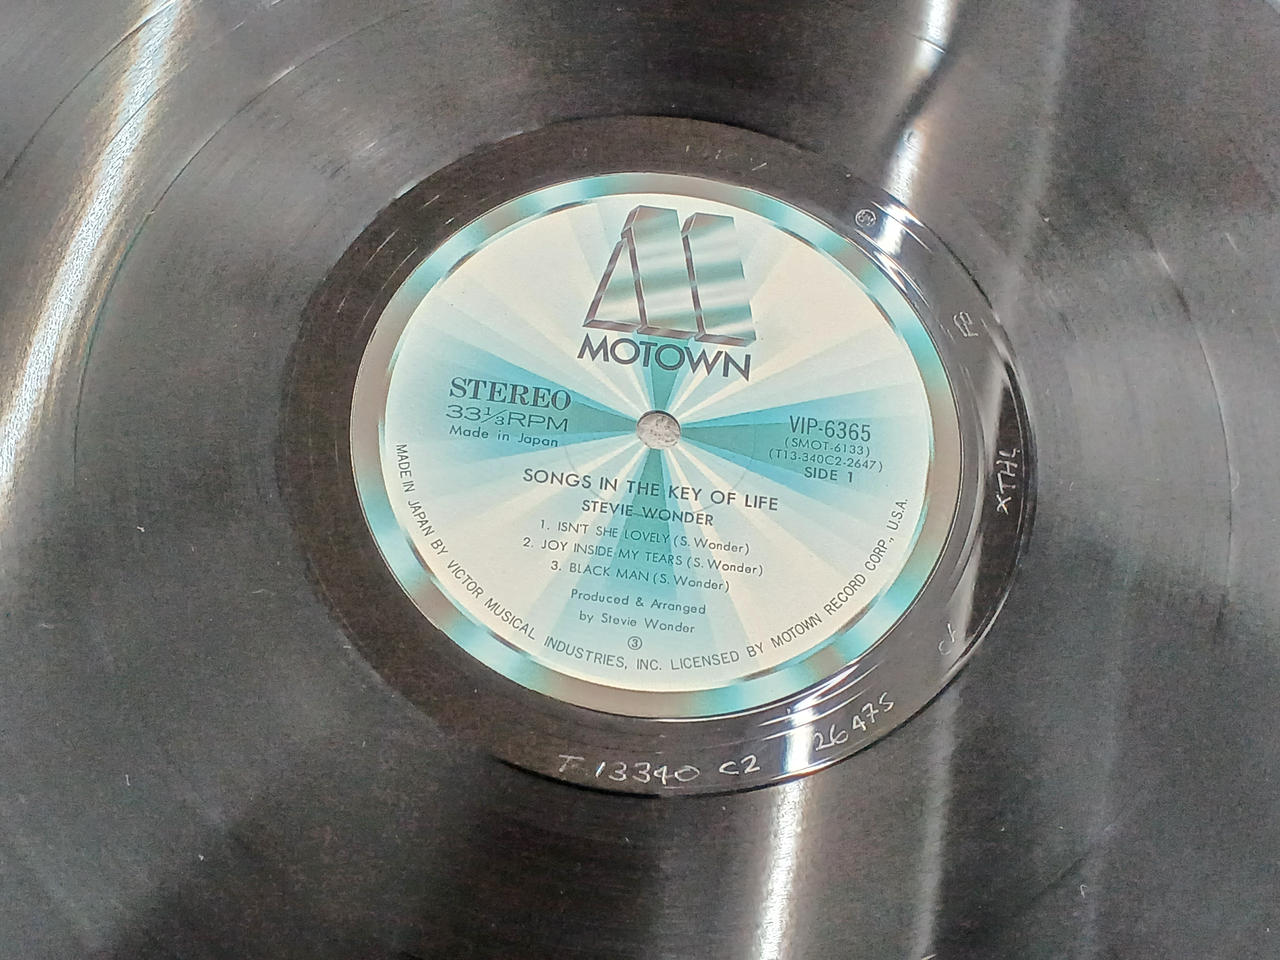 MOTOWN
STEREO
33⅓RPM
Made in Japan
VIP-6365
(SMOT-6133)
(T13-340C2-2647)
SIDE 1
SONGS IN THE KEY OF LIFE
STEVIE WONDER
1. ISN'T SHE LOVELY (S. Wonder)
2. JOY INSIDE MY TEARS (S. Wonder)
3. BLACK MAN (S. Wonder)
Produced & Arranged
by Stevie Wonder
③
MADE IN JAPAN BY VICTOR MUSICAL INDUSTRIES, INC. LICENSED BY MOTOWN RECORD CORP., U.S.A.
T 13340 C2 26475
XTHL